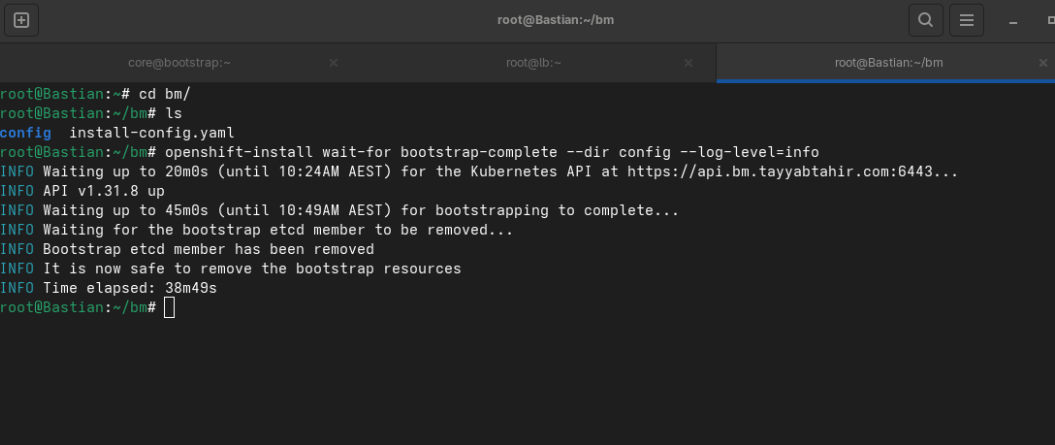 root@Bastian:~/bm
core@bootstrap:~
root@lb:~
root@Bastian:~/bm
root@Bastian:~# cd bm/
root@Bastian:~/bm# ls
config  install-config.yaml
root@Bastian:~/bm# openshift-install wait-for bootstrap-complete --dir config --log-level=info
INFO Waiting up to 20m0s (until 10:24AM AEST) for the Kubernetes API at https://api.bm.tayyabtahir.com:6443...
INFO API v1.31.8 up
INFO Waiting up to 45m0s (until 10:49AM AEST) for bootstrapping to complete...
INFO Waiting for the bootstrap etcd member to be removed...
INFO Bootstrap etcd member has been removed
INFO It is now safe to remove the bootstrap resources
INFO Time elapsed: 38m49s
root@Bastian:~/bm#